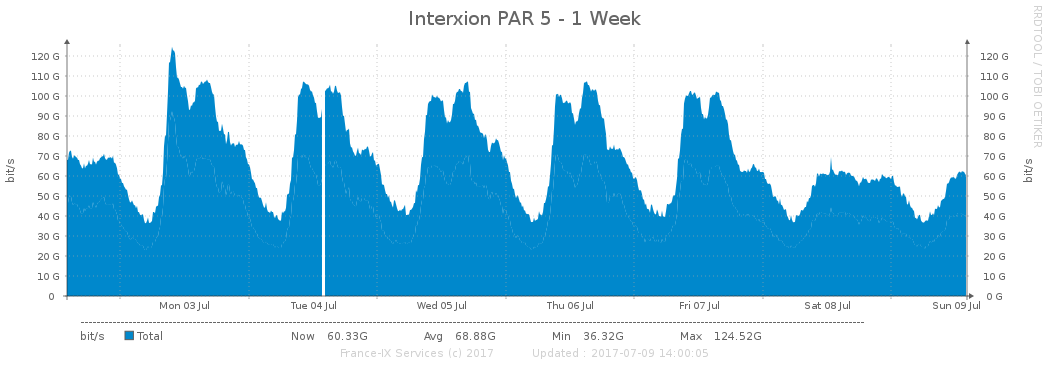 Interxion PAR 5 - 1 Week
RRDTOOL / TOBI OETIKER
bit/s
120 G 120 G
110 G 110 G
100 G 100 G
90 G 90 G
80 G 80 G
70 G 70 G
60 G 60 G
50 G 50 G
40 G 40 G
30 G 30 G
20 G 20 G
10 G 10 G
0 0 G
bit/s
Mon 03 Jul Tue 04 Jul Wed 05 Jul Thu 06 Jul Fri 07 Jul Sat 08 Jul Sun 09 Jul
bit/s Total Now 60.33G Avg 68.88G Min 36.32G Max 124.52G
France-IX Services (c) 2017 Updated : 2017-07-09 14:00:05